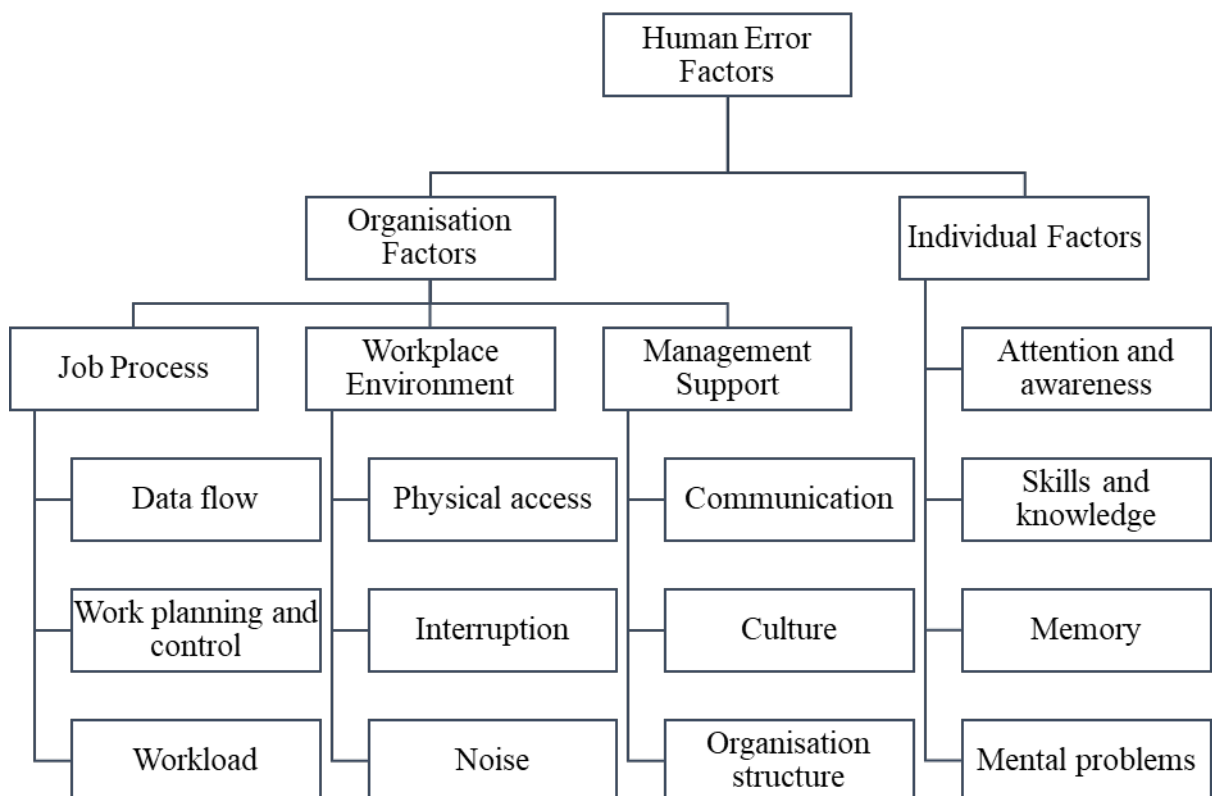 Human Error
Factors
Organisation
Factors
Individual Factors
Job Process
Workplace
Environment
Management
Support
Attention and
awareness
Data flow
Physical access
Communication
Skills and
knowledge
Work planning and
control
Interruption
Culture
Memory
Workload
Noise
Organisation
structure
Mental problems